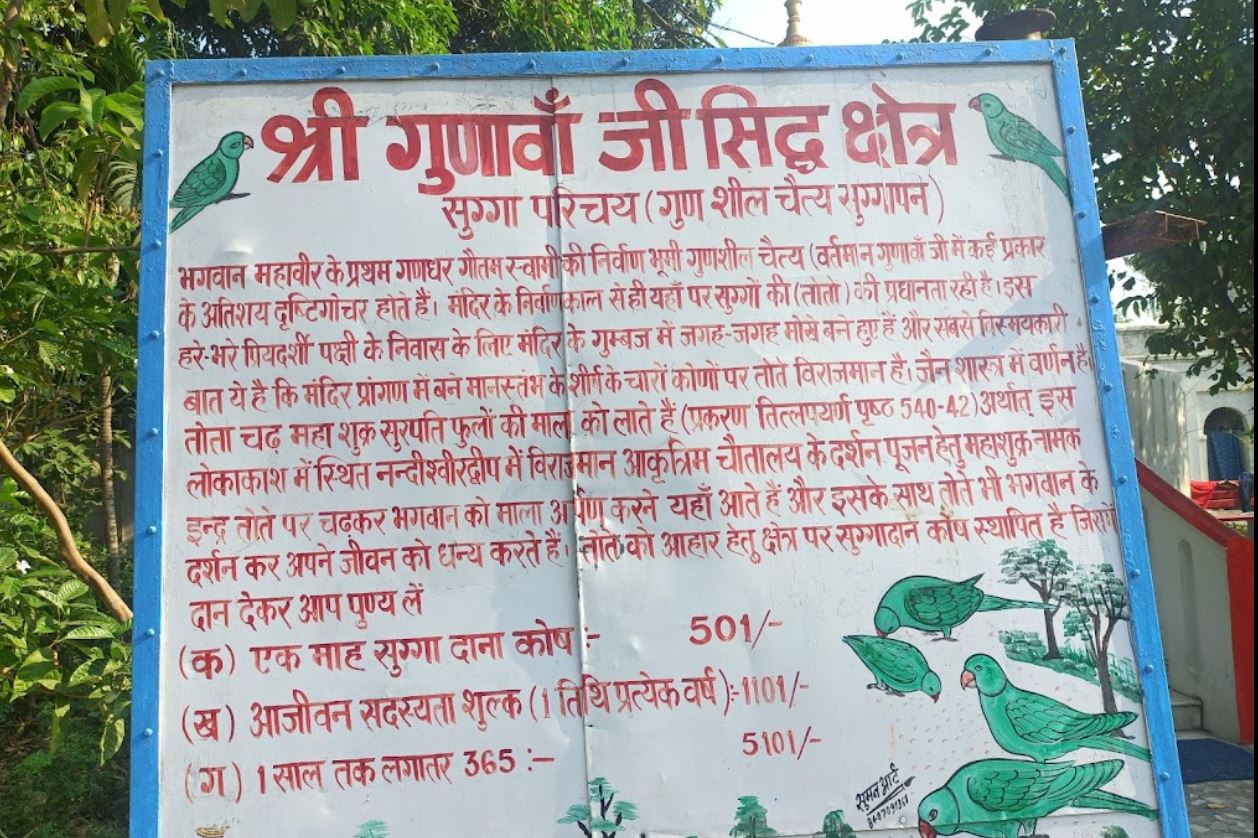 श्री गुणावाँ जी सिद्ध क्षेत्र
सुग्गा परिचय (गुण शील चैत्य सुग्गापन)
भगवान महावीर के प्रथम गणधर गौतम स्वामी की निर्वाण भूमी गुणशील चैत्य (वर्तमान गुणावाँ जी में कई प्रकार
के अतिशय दृष्टिगोचर होते हैं। मंदिर के निर्वाणकाल से ही यहाँ पर सुग्गों की (तोतो) की प्रधानता रही है। इस
हरे-भरे प्रियदर्शी पक्षी के निवास के लिए मंदिर के गुम्बज में जगह-जगह मोखे बने हुए हैं और सबसे विस्मयकारी
बात ये है कि मंदिर प्रांगण में बने मानस्तंभ के शीर्ष के चारों कोणों पर तोते विराजमान है। जैन शास्त्र में वर्णन है।
तोता चढ़ महा शुक्र सुरपति फुलों की माला को लाते हैं (प्रकरण तित्लपयर्ण पृष्ठ 540-42) अर्थात् इस
लोकाकाश में स्थित नन्दीश्वीरद्वीप में विराजमान आकृत्रिम चौतालय के दर्शन पूजन हेतु महाशुक्र नामक
इन्द्र तोते पर चढ़कर भगवान को माला अर्पण करने यहाँ आते हैं और इसके साथ तोते भी भगवान के
दर्शन कर अपने जीवन को धन्य करते हैं। तोते को आहार हेतु क्षेत्र पर सुग्गादान कोष स्थापित है जिसमें
दान देकर आप पुण्य लें
(क) एक माह सुग्गा दाना कोष :- 501/-
(ख) आजीवन सदस्यता शुल्क (1 तिथि प्रत्येक वर्ष):-1101/-
(ग) 1 साल तक लगातर 365 :- 5101/-
सुमन आर्ट